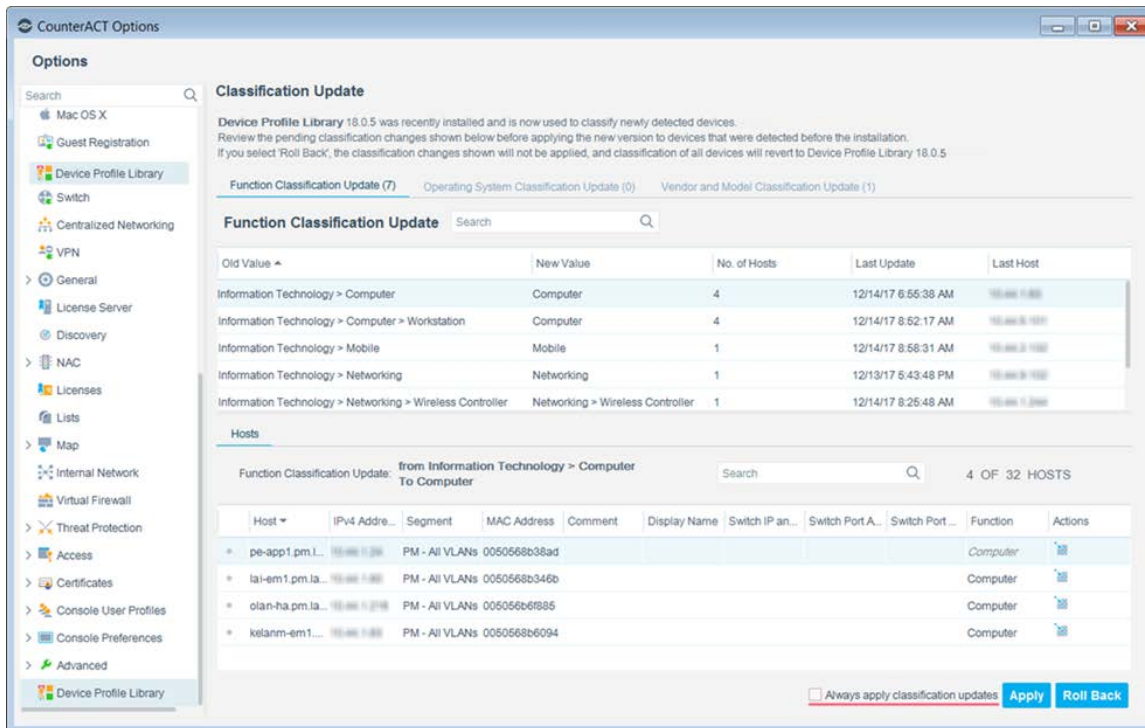 CounterACT Options
Options
Search
Mac OS X
Guest Registration
Device Profile Library
Switch
Centralized Networking
VPN
General
License Server
Discovery
NAC
Licenses
Lists
Map
Internal Network
Virtual Firewall
Threat Protection
Access
Certificates
Console User Profiles
Console Preferences
Advanced
Device Profile Library
Classification Update
Device Profile Library 18.0.5 was recently installed and is now used to classify newly detected devices.
Review the pending classification changes shown below before applying the new version to devices that were detected before the installation.
If you select 'Roll Back', the classification changes shown will not be applied, and classification of all devices will revert to Device Profile Library 18.0.5
Function Classification Update (7) Operating System Classification Update (0) Vendor and Model Classification Update (1)
Function Classification Update Search
Old Value New Value No. of Hosts Last Update Last Host
Information Technology > Computer Computer 4 12/14/17 6:55:38 AM
Information Technology > Computer > Workstation Computer 4 12/14/17 8:52:17 AM
Information Technology > Mobile Mobile 1 12/14/17 8:58:31 AM
Information Technology > Networking Networking 1 12/13/17 5:43:48 PM
Information Technology > Networking > Wireless Controller Networking > Wireless Controller 1 12/14/17 8:25:48 AM
Hosts
Function Classification Update: from Information Technology > Computer
To Computer
Search
4 OF 32 HOSTS
Host IPv4 Addre... Segment MAC Address Comment Display Name Switch IP an... Switch Port A... Switch Port ... Function Actions
pe-app1.pm.l... PM - All VLANs 0050568b38ad Computer
lai-em1.pm.la... PM - All VLANs 0050568b346b Computer
olan-ha.pm.la... PM - All VLANs 005056b6f885 Computer
kelanm-em1.... PM - All VLANs 0050568b6094 Computer
Always apply classification updates Apply Roll Back